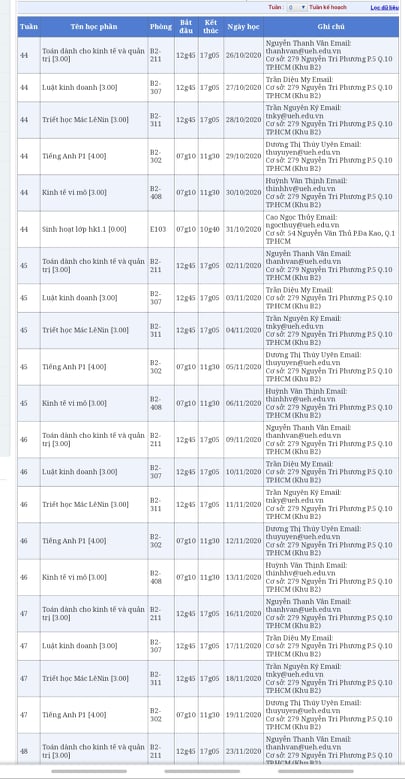 Tuần : 0 Tuần kế hoạch Lọc dữ liệu
Tuần Tên học phần Phòng Bắt đầu Kết thúc Ngày học Ghi chú
44 Toán dành cho kinh tế và quản trị [3.00] B2-211 12g45 17g05 26/10/2020 Nguyễn Thanh Vân Email: thanhvan@ueh.edu.vn Cơ sở: 279 Nguyễn Tri Phương P.5 Q.10 TP.HCM (Khu B2)
44 Luật kinh doanh [3.00] B2-307 12g45 17g05 27/10/2020 Trần Diệu My Email: Cơ sở: 279 Nguyễn Tri Phương P.5 Q.10 TP.HCM (Khu B2)
44 Triết học Mác LêNin [3.00] B2-311 12g45 17g05 28/10/2020 Trần Nguyên Ký Email: tnky@ueh.edu.vn Cơ sở: 279 Nguyễn Tri Phương P.5 Q.10 TP.HCM (Khu B2)
44 Tiếng Anh P1 [4.00] B2-302 07g10 11g30 29/10/2020 Dương Thị Thúy Uyên Email: thuyuyen@ueh.edu.vn Cơ sở: 279 Nguyễn Tri Phương P.5 Q.10 TP.HCM (Khu B2)
44 Kinh tế vi mô [3.00] B2-408 07g10 11g30 30/10/2020 Huỳnh Văn Thịnh Email: thinhhv@ueh.edu.vn Cơ sở: 279 Nguyễn Tri Phương P.5 Q.10 TP.HCM (Khu B2)
44 Sinh hoạt lớp hk1.1 [0.00] E103 07g10 10g40 31/10/2020 Cao Ngọc Thủy Email: ngocthuy@ueh.edu.vn Cơ sở: 54 Nguyễn Văn Thủ P.Đa Kao, Q.1 TP.HCM
45 Toán dành cho kinh tế và quản trị [3.00] B2-211 12g45 17g05 02/11/2020 Nguyễn Thanh Vân Email: thanhvan@ueh.edu.vn Cơ sở: 279 Nguyễn Tri Phương P.5 Q.10 TP.HCM (Khu B2)
45 Luật kinh doanh [3.00] B2-307 12g45 17g05 03/11/2020 Trần Diệu My Email: Cơ sở: 279 Nguyễn Tri Phương P.5 Q.10 TP.HCM (Khu B2)
45 Triết học Mác LêNin [3.00] B2-311 12g45 17g05 04/11/2020 Trần Nguyên Ký Email: tnky@ueh.edu.vn Cơ sở: 279 Nguyễn Tri Phương P.5 Q.10 TP.HCM (Khu B2)
45 Tiếng Anh P1 [4.00] B2-302 07g10 11g30 05/11/2020 Dương Thị Thúy Uyên Email: thuyuyen@ueh.edu.vn Cơ sở: 279 Nguyễn Tri Phương P.5 Q.10 TP.HCM (Khu B2)
45 Kinh tế vi mô [3.00] B2-408 07g10 11g30 06/11/2020 Huỳnh Văn Thịnh Email: thinhhv@ueh.edu.vn Cơ sở: 279 Nguyễn Tri Phương P.5 Q.10 TP.HCM (Khu B2)
46 Toán dành cho kinh tế và quản trị [3.00] B2-211 12g45 17g05 09/11/2020 Nguyễn Thanh Vân Email: thanhvan@ueh.edu.vn Cơ sở: 279 Nguyễn Tri Phương P.5 Q.10 TP.HCM (Khu B2)
46 Luật kinh doanh [3.00] B2-307 12g45 17g05 10/11/2020 Trần Diệu My Email: Cơ sở: 279 Nguyễn Tri Phương P.5 Q.10 TP.HCM (Khu B2)
46 Triết học Mác LêNin [3.00] B2-311 12g45 17g05 11/11/2020 Trần Nguyên Ký Email: tnky@ueh.edu.vn Cơ sở: 279 Nguyễn Tri Phương P.5 Q.10 TP.HCM (Khu B2)
46 Tiếng Anh P1 [4.00] B2-302 07g10 11g30 12/11/2020 Dương Thị Thúy Uyên Email: thuyuyen@ueh.edu.vn Cơ sở: 279 Nguyễn Tri Phương P.5 Q.10 TP.HCM (Khu B2)
46 Kinh tế vi mô [3.00] B2-408 07g10 11g30 13/11/2020 Huỳnh Văn Thịnh Email: thinhhv@ueh.edu.vn Cơ sở: 279 Nguyễn Tri Phương P.5 Q.10 TP.HCM (Khu B2)
47 Toán dành cho kinh tế và quản trị [3.00] B2-211 12g45 17g05 16/11/2020 Nguyễn Thanh Vân Email: thanhvan@ueh.edu.vn Cơ sở: 279 Nguyễn Tri Phương P.5 Q.10 TP.HCM (Khu B2)
47 Luật kinh doanh [3.00] B2-307 12g45 17g05 17/11/2020 Trần Diệu My Email: Cơ sở: 279 Nguyễn Tri Phương P.5 Q.10 TP.HCM (Khu B2)
47 Triết học Mác LêNin [3.00] B2-311 12g45 17g05 18/11/2020 Trần Nguyên Ký Email: tnky@ueh.edu.vn Cơ sở: 279 Nguyễn Tri Phương P.5 Q.10 TP.HCM (Khu B2)
47 Tiếng Anh P1 [4.00] B2-302 07g10 11g30 19/11/2020 Dương Thị Thúy Uyên Email: thuyuyen@ueh.edu.vn Cơ sở: 279 Nguyễn Tri Phương P.5 Q.10 TP.HCM (Khu B2)
48 Toán dành cho kinh tế và quản trị [3.00] B2-211 12g45 17g05 23/11/2020 Nguyễn Thanh Vân Email: thanhvan@ueh.edu.vn Cơ sở: 279 Nguyễn Tri Phương P.5 Q.10 TP.HCM (Khu B2)